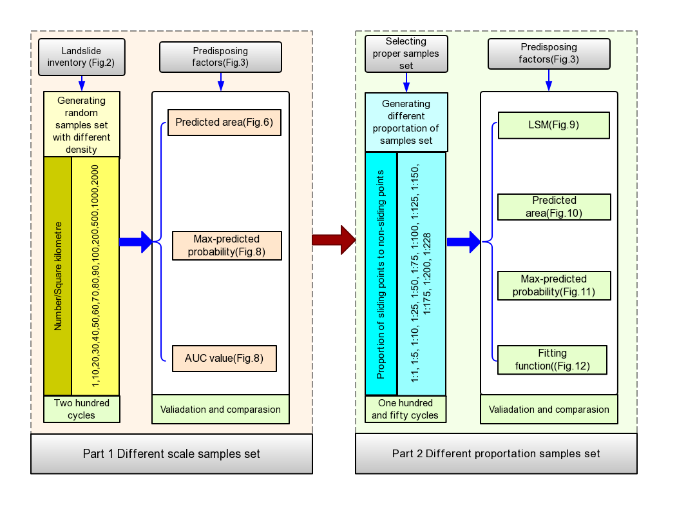 Landslide
inventory (Fig.2)
Predisposing
factors(Fig.3)
Generating
random
samples set
with different
density
Number/Square kilometre
1,10,20,30,40,50,60,70,80,90,100,200,500,1000,2000
Two hundred
cycles
Predicted area(Fig.6)
Max-predicted
probability(Fig.8)
AUC value(Fig.8)
Valiadation and comparasion
Part 1 Different scale samples set
Selecting
proper samples
set
Predisposing
factors(Fig.3)
Generating
different
proportation of
samples set
Proportion of sliding points to non-sliding points
1:1, 1:5, 1:10, 1:25, 1:50, 1:75, 1:100, 1:125, 1:150,
1:175, 1:200, 1:228
One hundred
and fifty cycles
LSM(Fig.9)
Predicted
area(Fig.10)
Max-predicted
probability(Fig.11)
Fitting
function((Fig.12)
Valiadation and comparasion
Part 2 Different proportation samples set